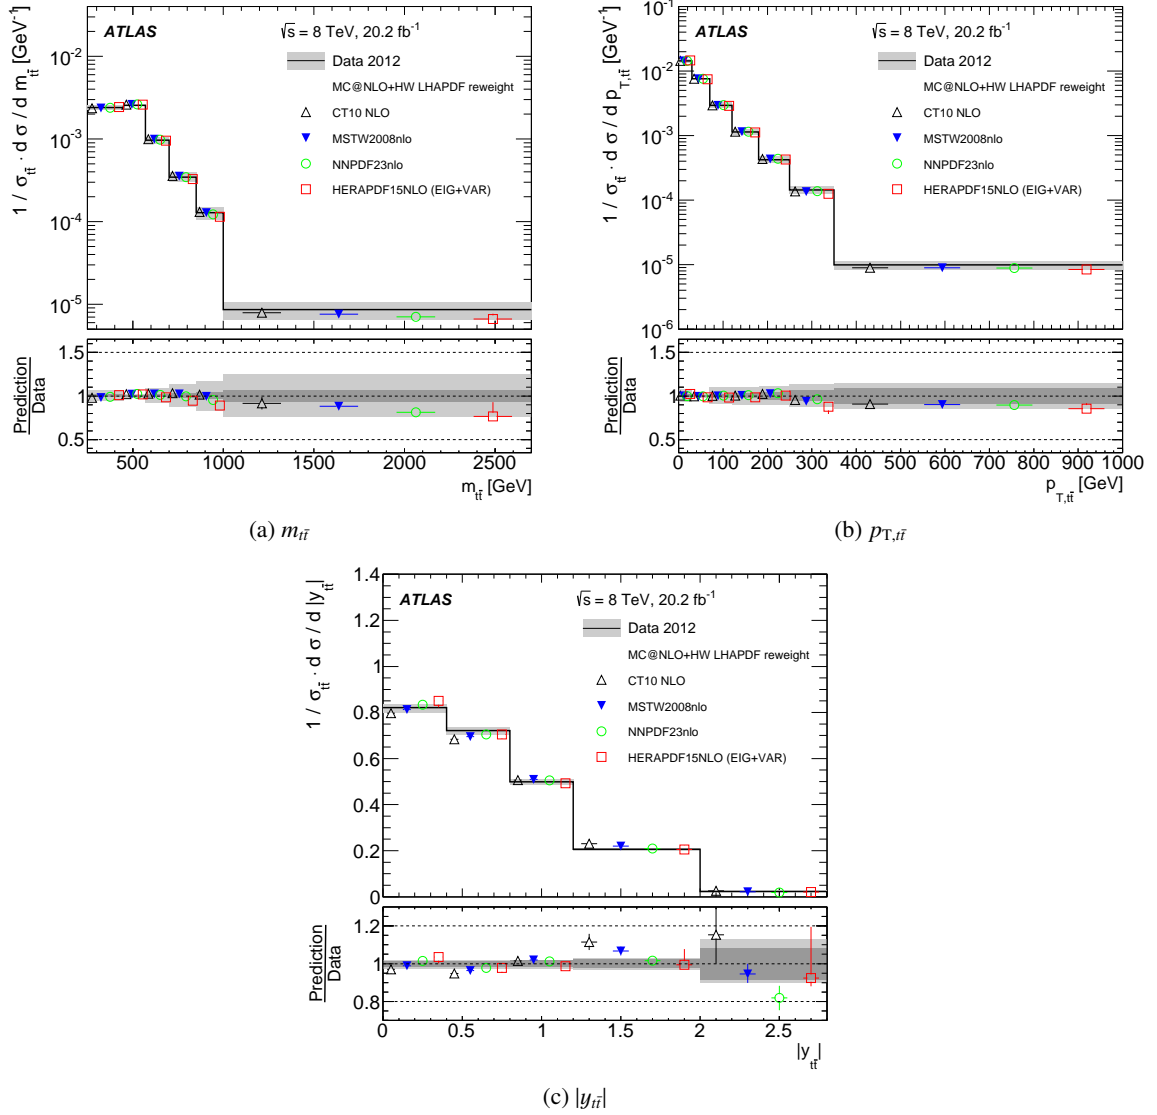 1 / σtt̄ · d σ / d mtt̄ [GeV⁻¹]
ATLAS
√s = 8 TeV, 20.2 fb⁻¹
Data 2012
MC@NLO+HW LHAPDF reweight
CT10 NLO
MSTW2008nlo
NNPDF23nlo
HERAPDF15NLO (EIG+VAR)
10⁻²
10⁻³
10⁻⁴
10⁻⁵
Prediction
Data
1.5
1
0.5
500 1000 1500 2000 2500
mtt̄ [GeV]
(a) mtt̄
1 / σtt̄ · d σ / d pT,tt̄ [GeV⁻¹]
ATLAS
√s = 8 TeV, 20.2 fb⁻¹
Data 2012
MC@NLO+HW LHAPDF reweight
CT10 NLO
MSTW2008nlo
NNPDF23nlo
HERAPDF15NLO (EIG+VAR)
10⁻¹
10⁻²
10⁻³
10⁻⁴
10⁻⁵
10⁻⁶
Prediction
Data
1.5
1
0.5
0 100 200 300 400 500 600 700 800 900 1000
pT,tt̄ [GeV]
(b) pT,tt̄
1 / σtt̄ · d σ / d |ytt̄|
ATLAS
√s = 8 TeV, 20.2 fb⁻¹
Data 2012
MC@NLO+HW LHAPDF reweight
CT10 NLO
MSTW2008nlo
NNPDF23nlo
HERAPDF15NLO (EIG+VAR)
1.4
1.2
1
0.8
0.6
0.4
0.2
0
Prediction
Data
1.2
1
0.8
0 0.5 1 1.5 2 2.5
|ytt̄|
(c) |ytt̄|